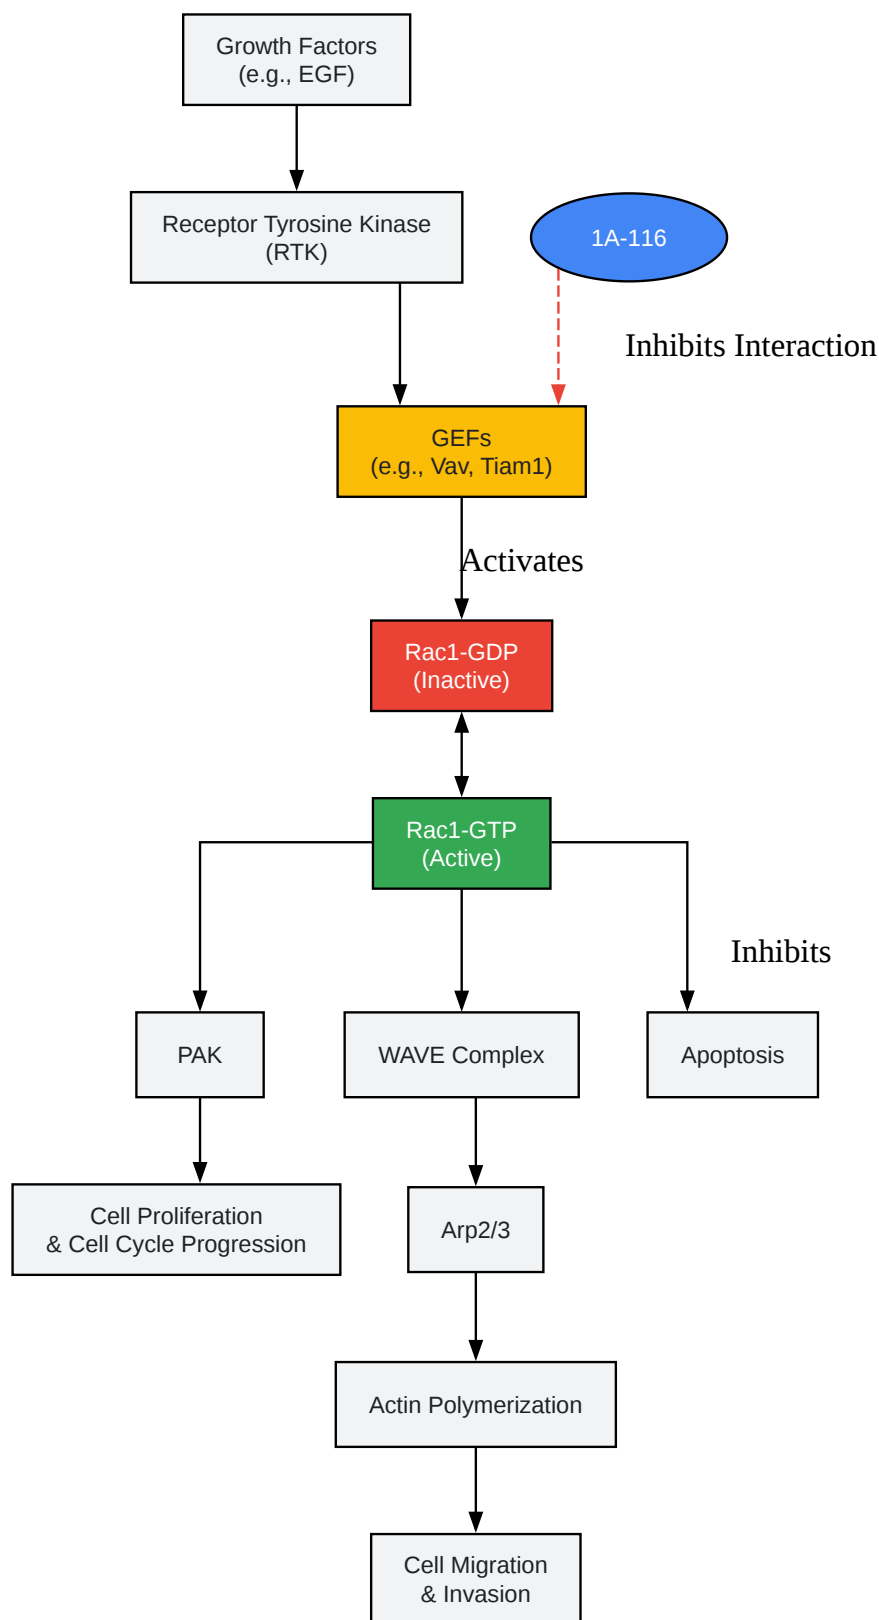 Growth Factors
(e.g., EGF)
Receptor Tyrosine Kinase
(RTK)
1A-116
Inhibits Interaction
GEFs
(e.g., Vav, Tiam1)
Activates
Rac1-GDP
(Inactive)
Rac1-GTP
(Active)
Inhibits
PAK
WAVE Complex
Apoptosis
Cell Proliferation
& Cell Cycle Progression
Arp2/3
Actin Polymerization
Cell Migration
& Invasion